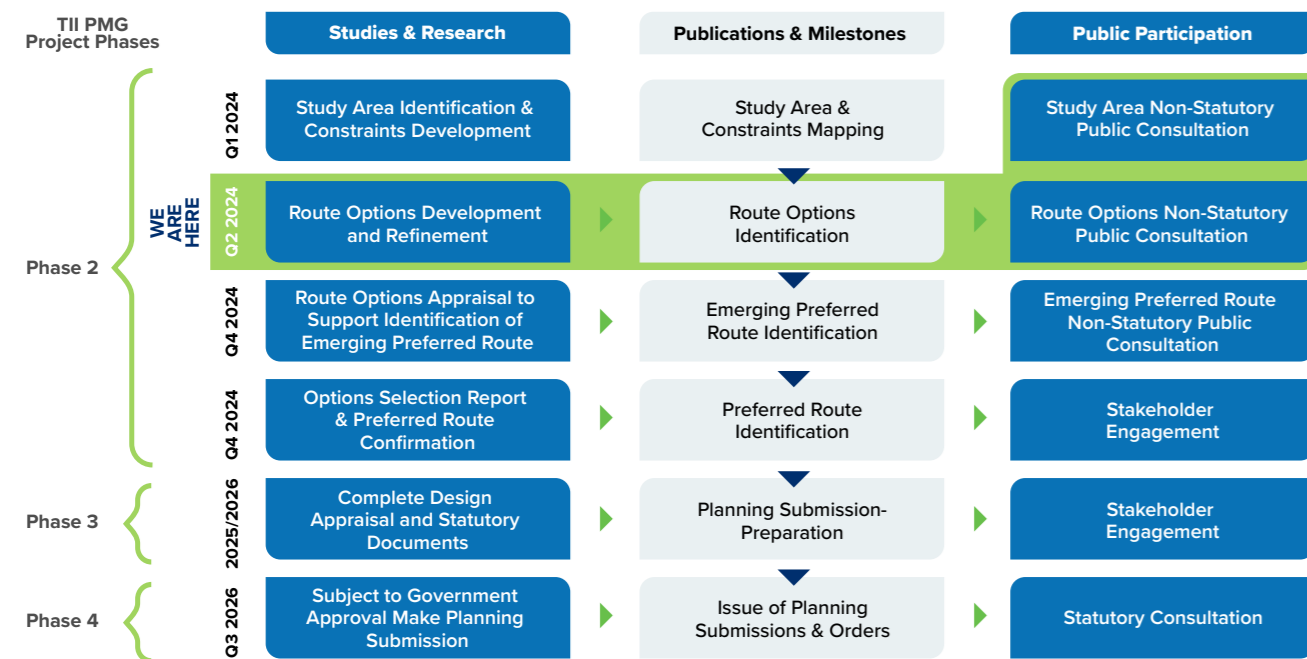 TII PMG
Project Phases
Studies & Research
Publications & Milestones
Public Participation
Phase 2
WE
ARE
HERE
Q1 2024
Study Area Identification &
Constraints Development
Study Area &
Constraints Mapping
Study Area Non-Statutory
Public Consultation
Q2 2024
Route Options Development
and Refinement
Route Options
Identification
Route Options Non-Statutory
Public Consultation
Q4 2024
Route Options Appraisal to
Support Identification of
Emerging Preferred Route
Emerging Preferred
Route Identification
Emerging Preferred Route
Non-Statutory Public
Consultation
Q4 2024
Options Selection Report
& Preferred Route
Confirmation
Preferred Route
Identification
Stakeholder
Engagement
Phase 3
2025/2026
Complete Design
Appraisal and Statutory
Documents
Planning Submission-
Preparation
Stakeholder
Engagement
Phase 4
Q3 2026
Subject to Government
Approval Make Planning
Submission
Issue of Planning
Submissions & Orders
Statutory Consultation